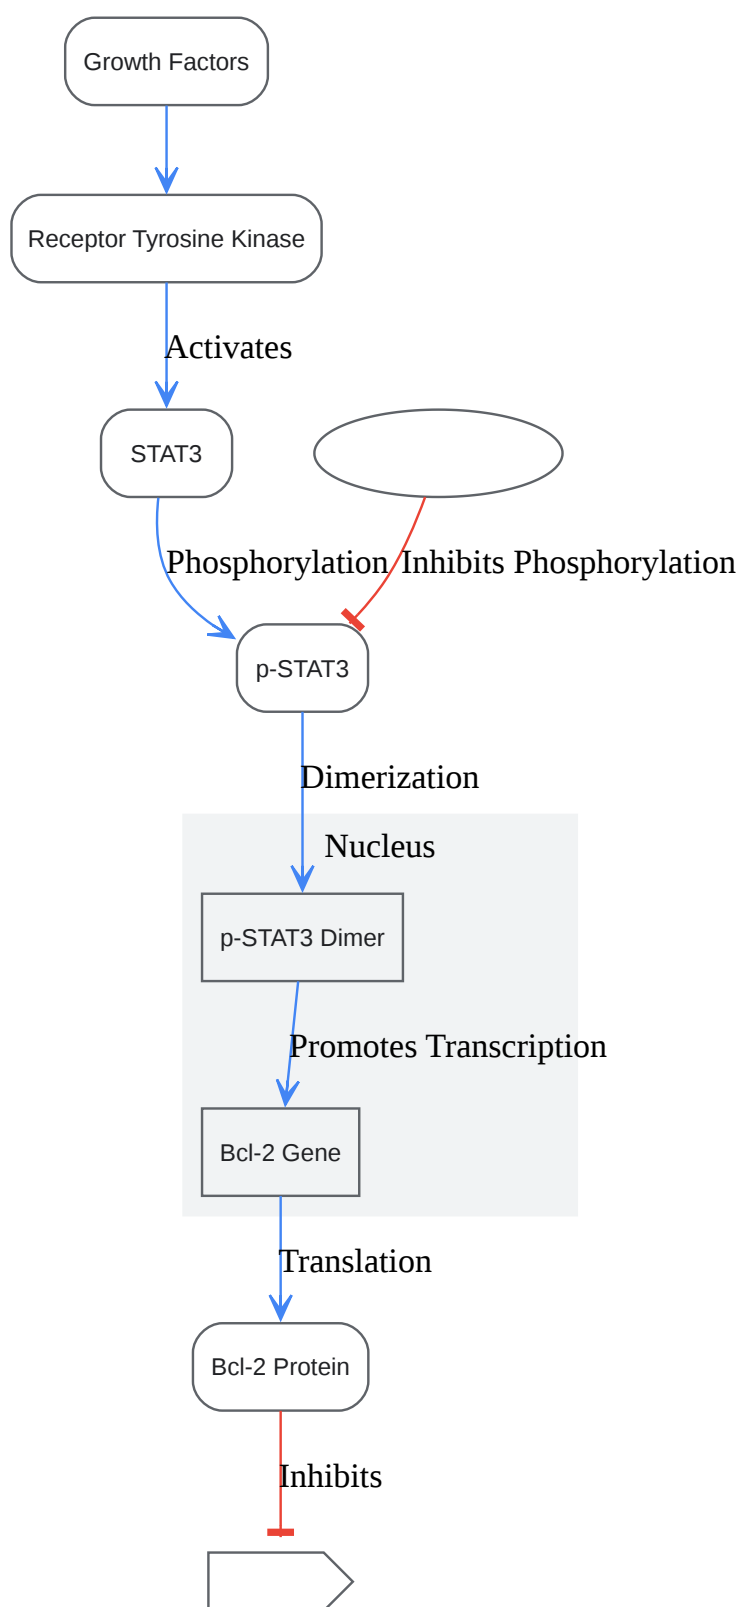 Growth Factors
Receptor Tyrosine Kinase
Activates
STAT3
Phosphorylation
Inhibits Phosphorylation
p-STAT3
Dimerization
Nucleus
p-STAT3 Dimer
Promotes Transcription
Bcl-2 Gene
Translation
Bcl-2 Protein
Inhibits